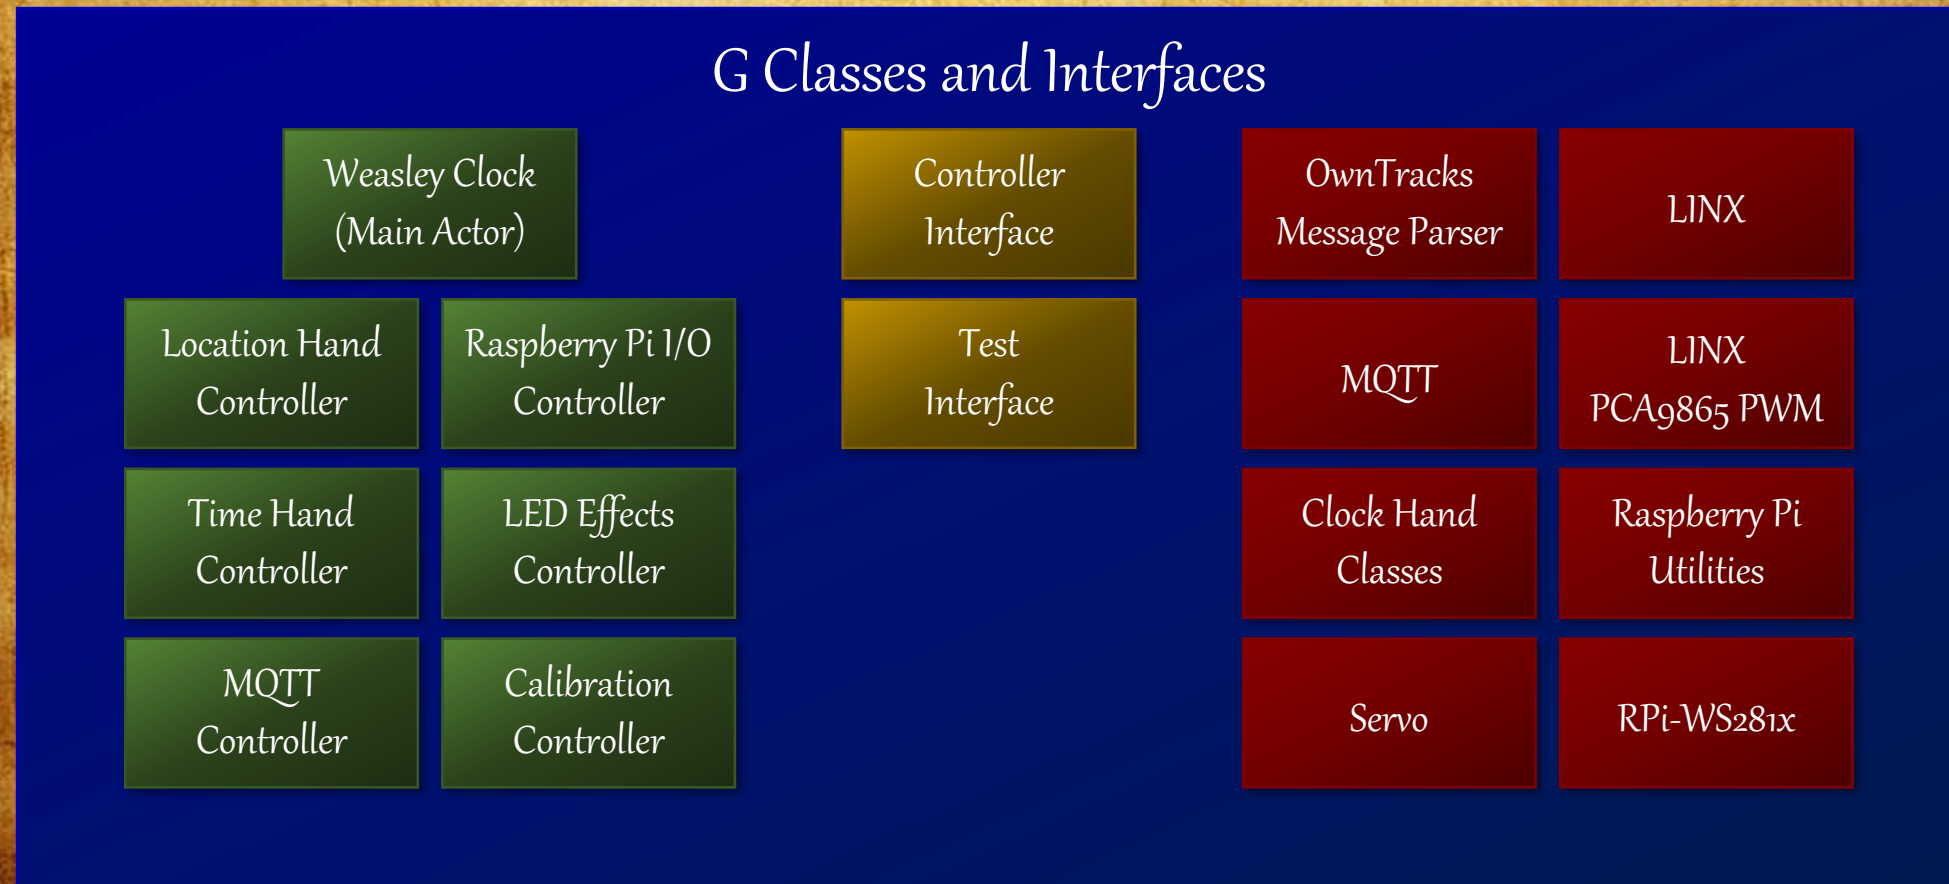 G Classes and Interfaces
Weasley Clock
(Main Actor)
Location Hand
Controller
Raspberry Pi I/O
Controller
Time Hand
Controller
LED Effects
Controller
MQTT
Controller
Calibration
Controller
Controller
Interface
Test
Interface
OwnTracks
Message Parser
LINX
MQTT
LINX
PCA9865 PWM
Clock Hand
Classes
Raspberry Pi
Utilities
Servo
RPi-WS281x